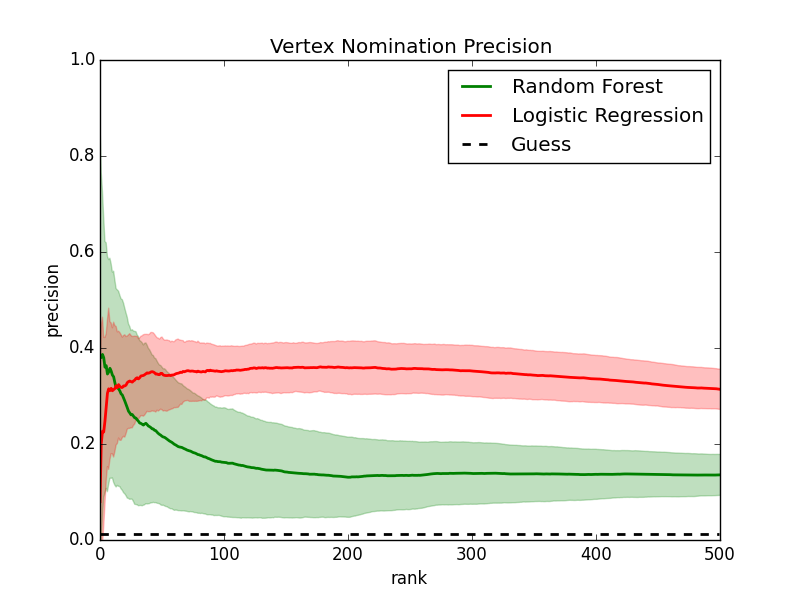 Vertex Nomination Precision
1.0
0.8
0.6
0.4
0.2
0.0
precision
Random Forest
Logistic Regression
Guess
0 100 200 300 400 500
rank